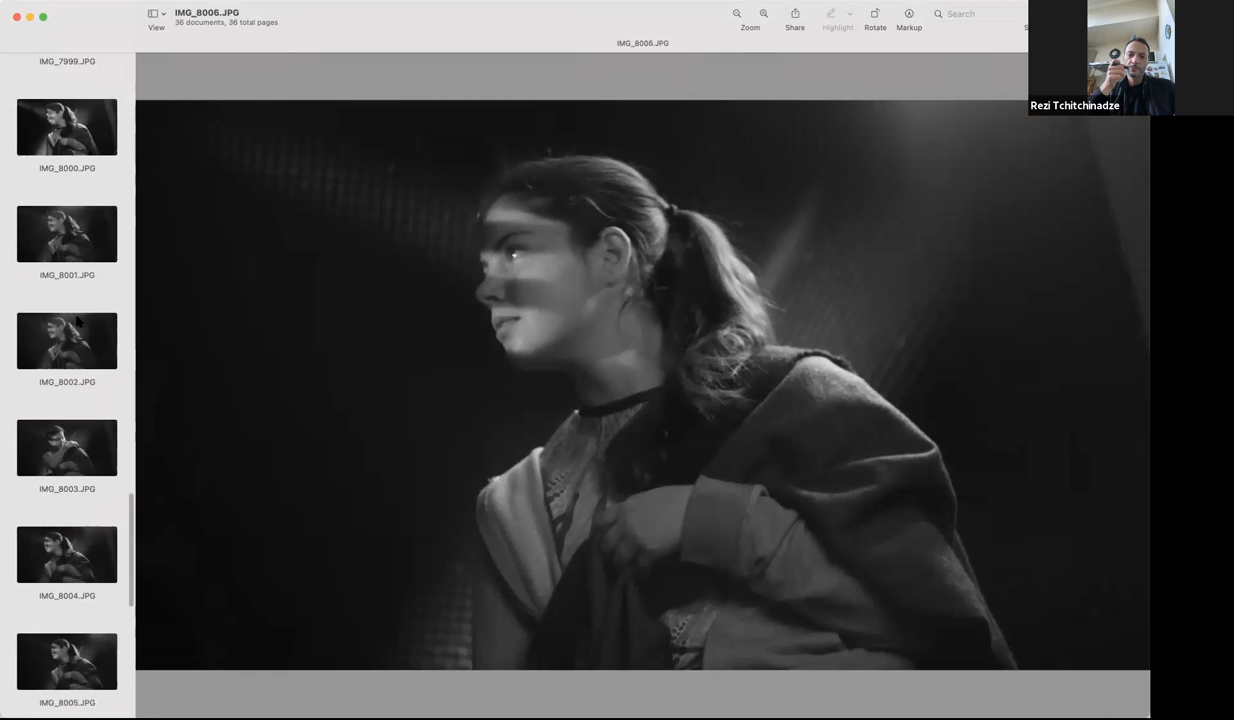 View
IMG_8006.JPG
36 documents, 36 total pages
Zoom
Share
Highlight
Rotate
Markup
Search
IMG_8006.JPG
Rezi Tchitchinadze
IMG_7999.JPG
IMG_8000.JPG
IMG_8001.JPG
IMG_8002.JPG
IMG_8003.JPG
IMG_8004.JPG
IMG_8005.JPG